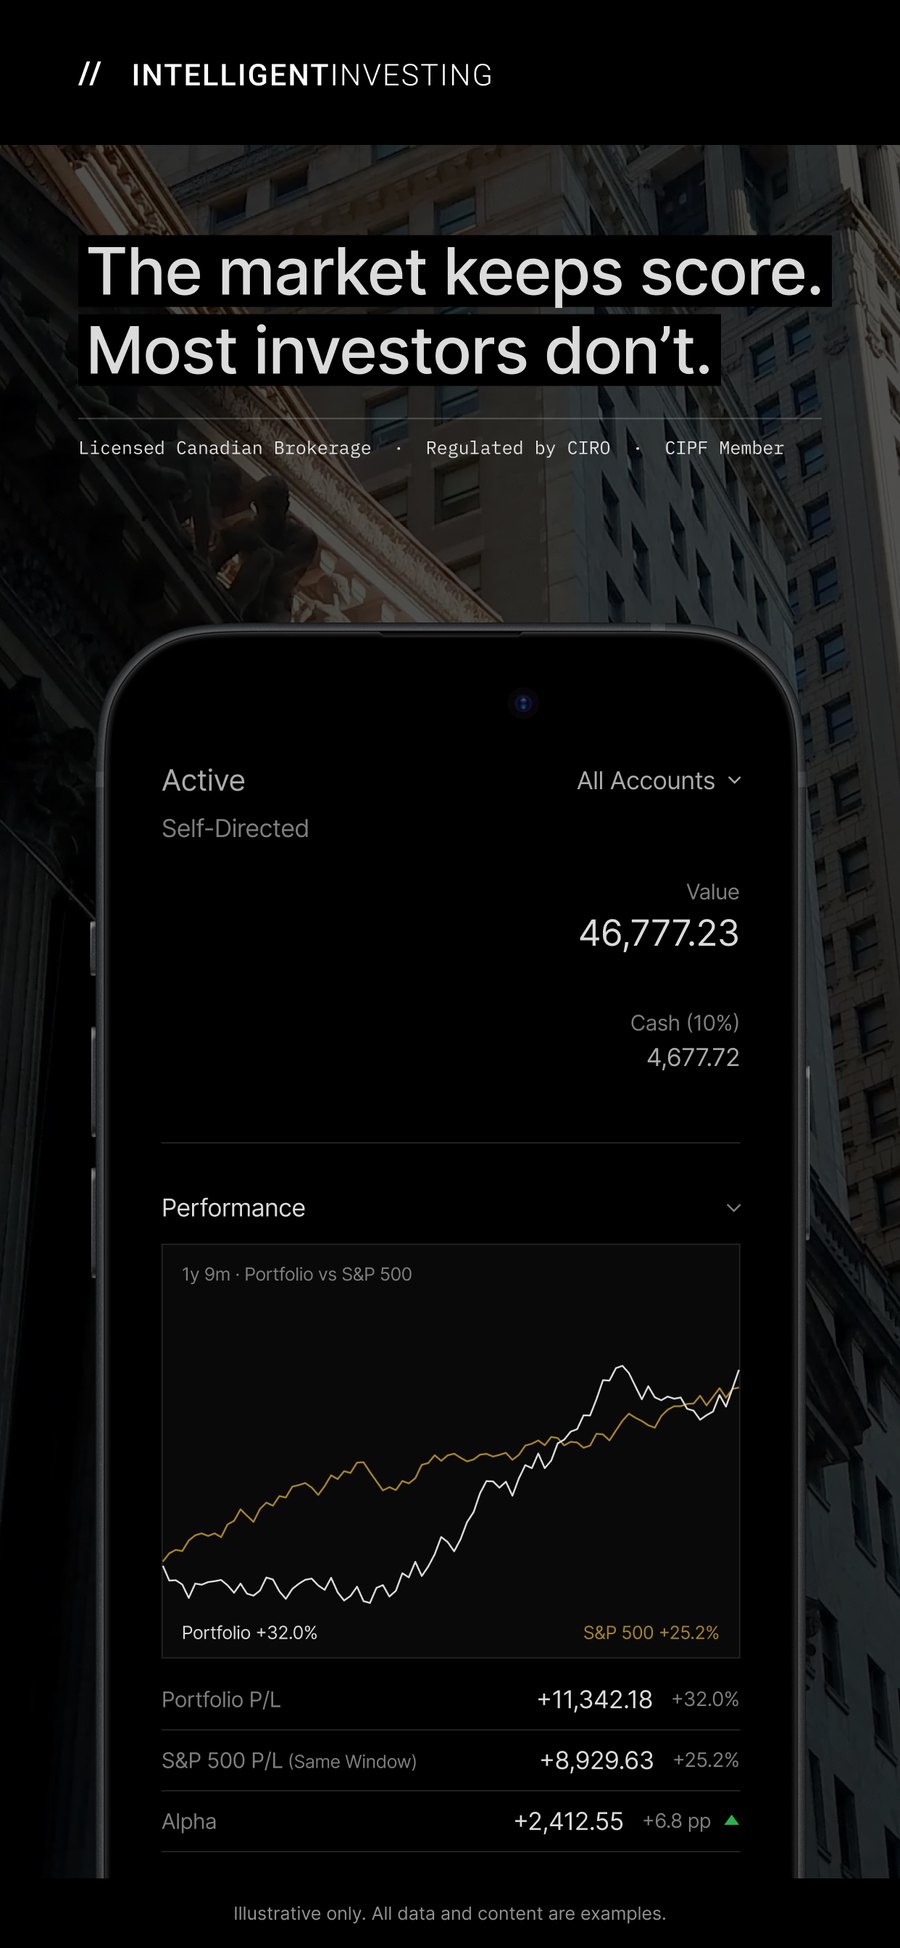 // INTELLIGENTINVESTING
The market keeps score.
Most investors don’t.
Licensed Canadian Brokerage · Regulated by CIRO · CIPF Member
Active All Accounts
Self-Directed
Value
46,777.23
Cash (10%)
4,677.72
Performance
1y 9m · Portfolio vs S&P 500
Portfolio +32.0% S&P 500 +25.2%
Portfolio P/L +11,342.18 +32.0%
S&P 500 P/L (Same Window) +8,929.63 +25.2%
Alpha +2,412.55 +6.8 pp
Illustrative only. All data and content are examples.